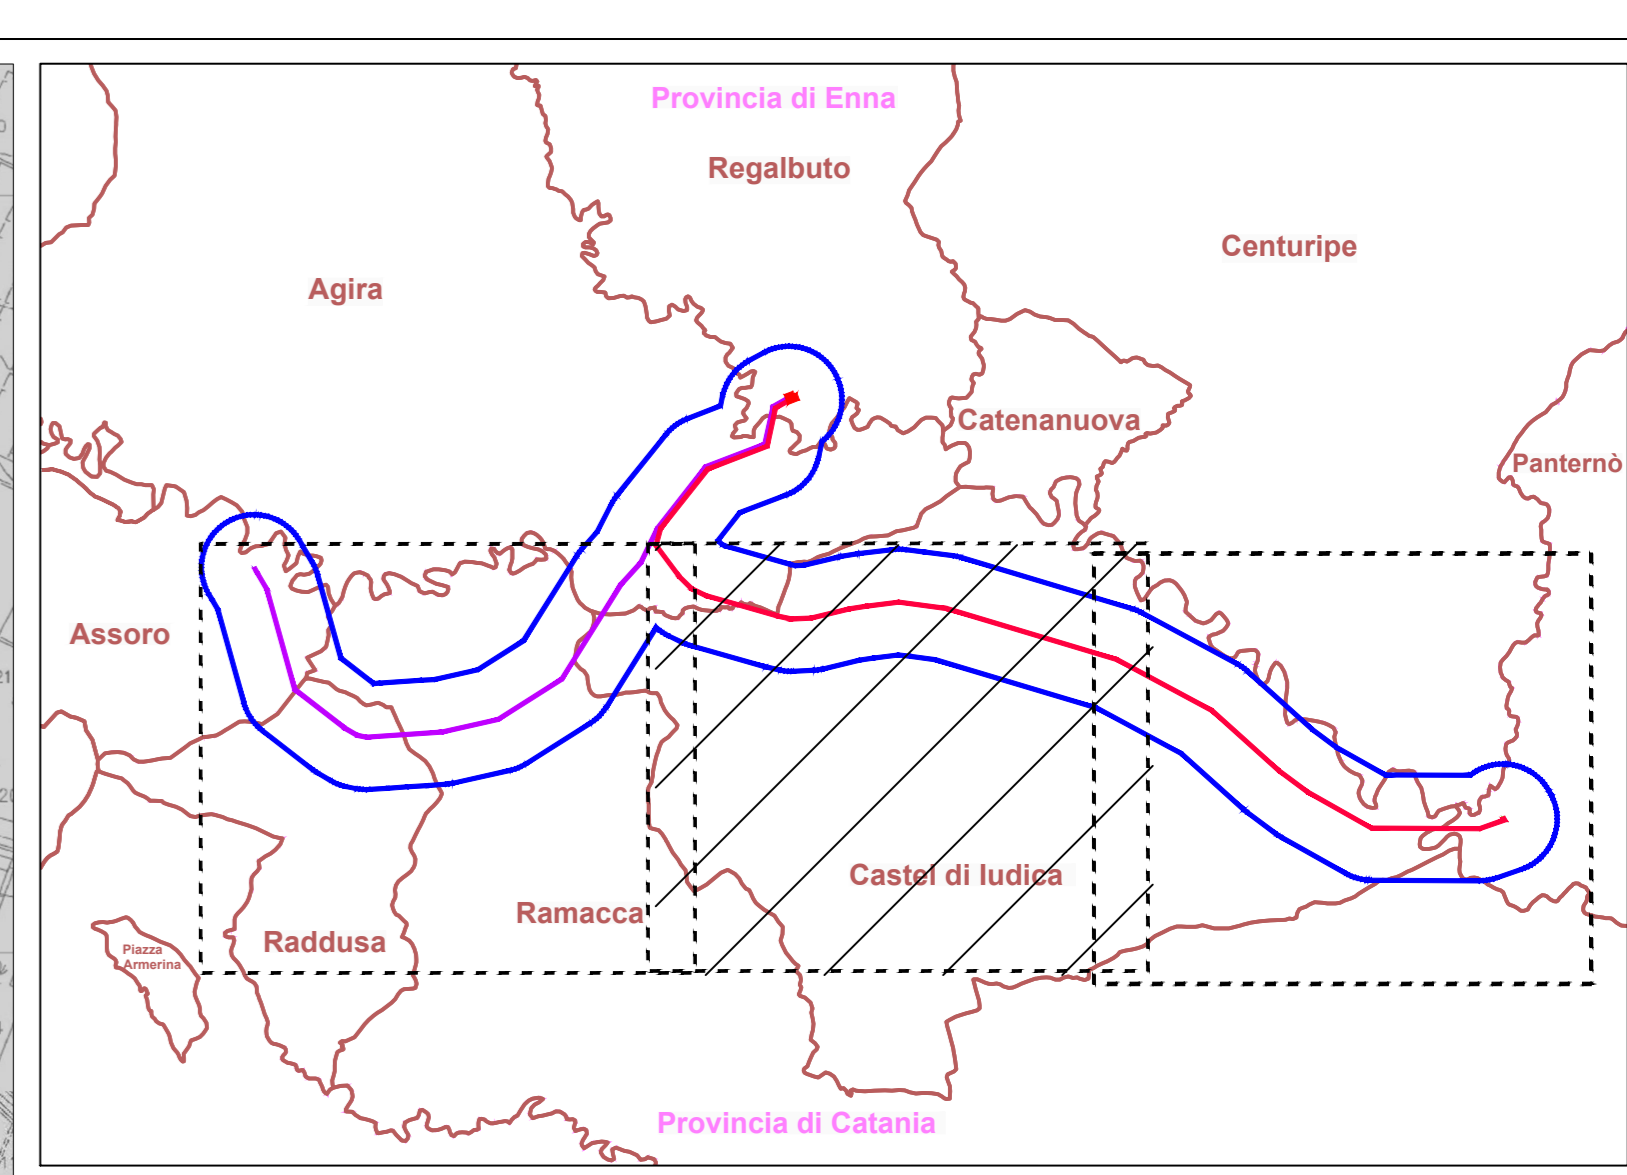 Provincia di Enna
Regalbuto
Centuripe
Agira
Catenanuova
Panternò
Assoro
Castel di Iudica
Ramacca
Raddusa
Piazza
Armerina
Provincia di Catania